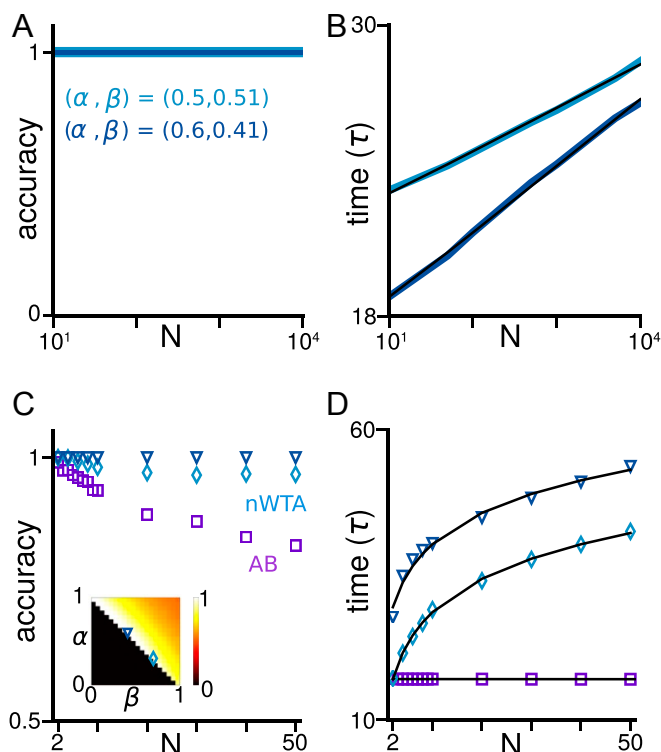 A
1
(α , β) = (0.5,0.51)
(α , β) = (0.6,0.41)
accuracy
0
10¹
N
10⁴
B
30
time (τ)
18
10¹
N
10⁴
C
1
nWTA
AB
accuracy
1
α
0
0
β
1
1
0
0.5
2
N
50
D
60
time (τ)
10
2
N
50